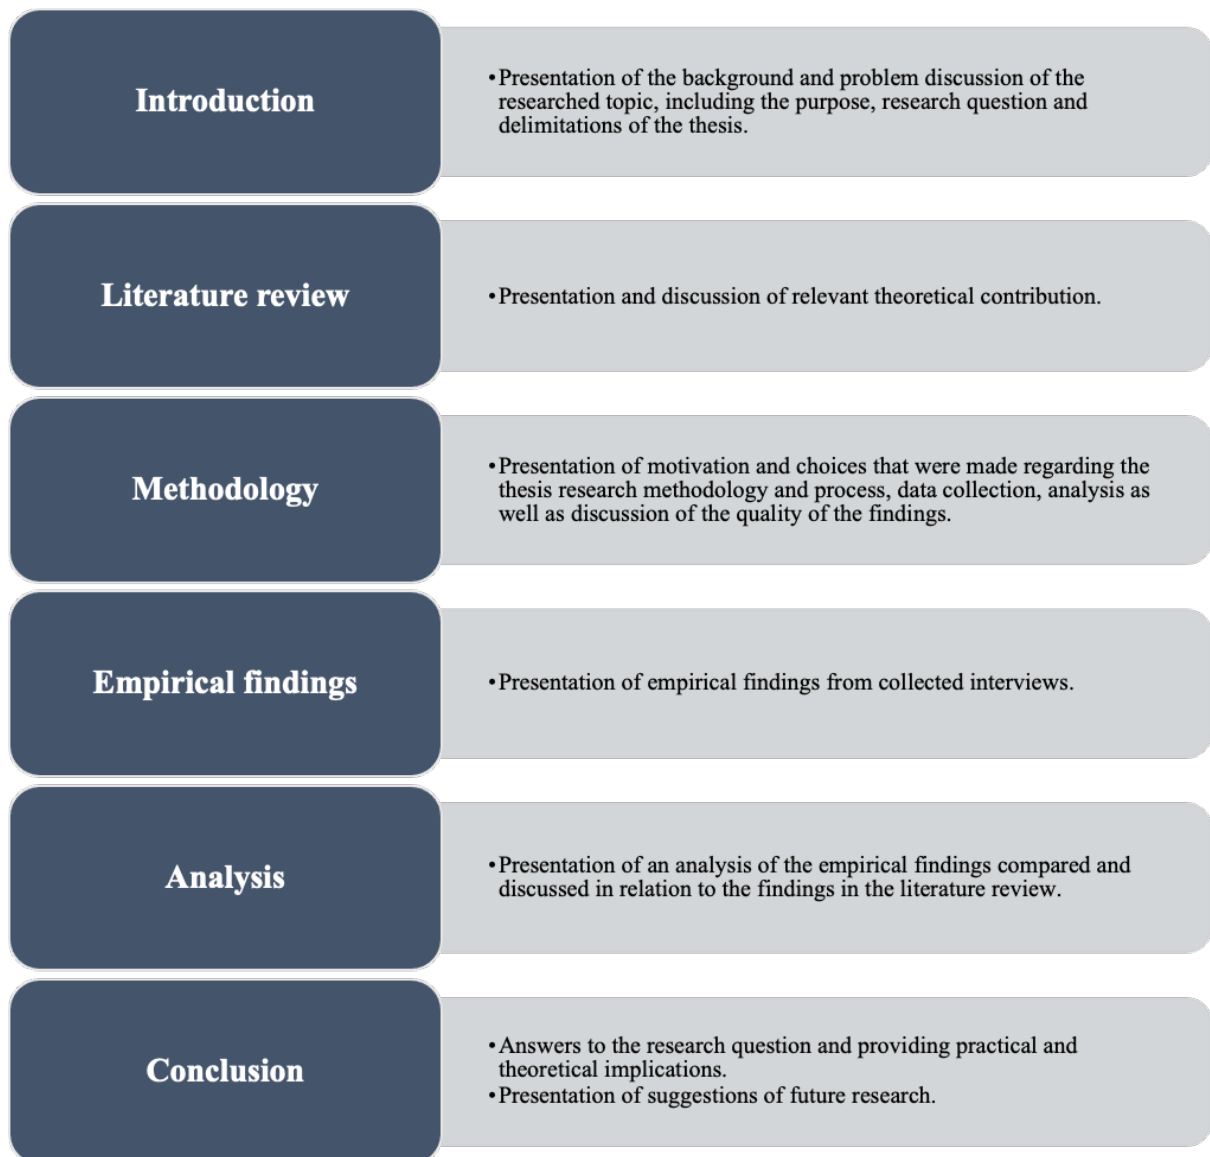 Introduction
•Presentation of the background and problem discussion of the
researched topic, including the purpose, research question and
delimitations of the thesis.
Literature review
•Presentation and discussion of relevant theoretical contribution.
Methodology
•Presentation of motivation and choices that were made regarding the
thesis research methodology and process, data collection, analysis as
well as discussion of the quality of the findings.
Empirical findings
•Presentation of empirical findings from collected interviews.
Analysis
•Presentation of an analysis of the empirical findings compared and
discussed in relation to the findings in the literature review.
Conclusion
•Answers to the research question and providing practical and
theoretical implications.
•Presentation of suggestions of future research.